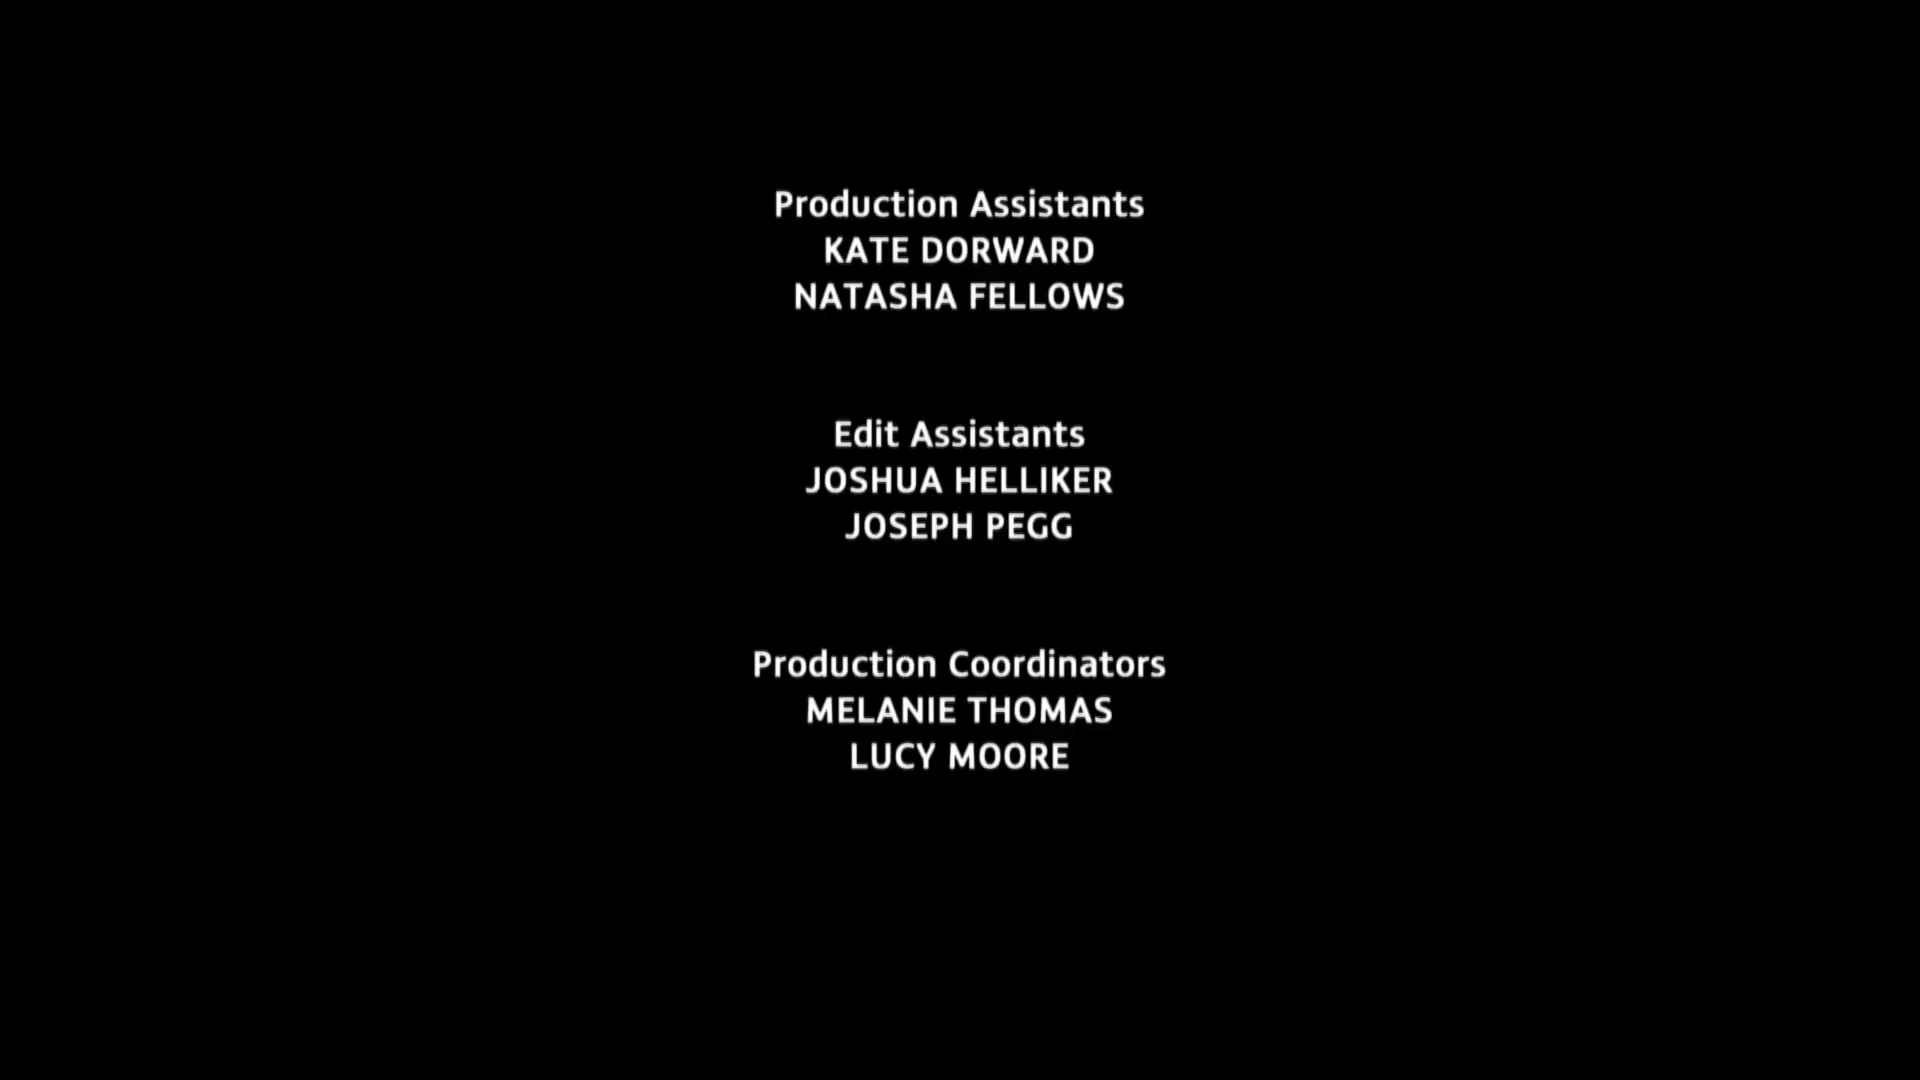 Production Assistants
KATE DORWARD
NATASHA FELLOWS
Edit Assistants
JOSHUA HELLIKER
JOSEPH PEGG
Production Coordinators
MELANIE THOMAS
LUCY MOORE